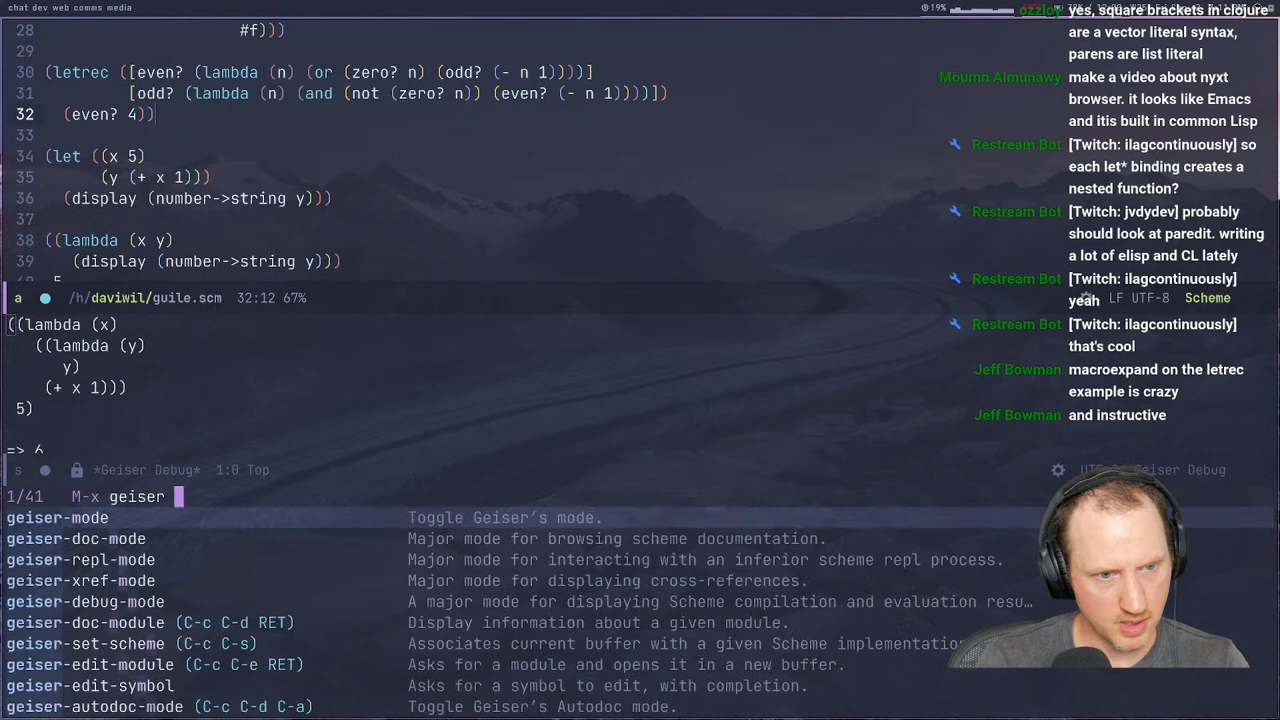 chat dev web comms media
19%
28 #f)))
29
30 (letrec ([even? (lambda (n) (or (zero? n) (odd? (- n 1))))]
31 [odd? (lambda (n) (and (not (zero? n)) (even? (- n 1))))])
32 (even? 4))
33
34 (let ((x 5)
35 (y (+ x 1)))
36 (display (number->string y)))
37
38 ((lambda (x y)
39 (display (number->string y)))
a /h/daviwil/guile.scm 32:12 67% LF UTF-8 Scheme
((lambda (x)
((lambda (y)
y)
(+ x 1)))
5)
=> 6
s *Geiser Debug* 1:0 Top Geiser Debug
1/41 M-x geiser
geiser-mode Toggle Geiser's mode.
geiser-doc-mode Major mode for browsing scheme documentation.
geiser-repl-mode Major mode for interacting with an inferior scheme repl process.
geiser-xref-mode Major mode for displaying cross-references.
geiser-debug-mode A major mode for displaying Scheme compilation and evaluation resu…
geiser-doc-module (C-c C-d RET) Display information about a given module.
geiser-set-scheme (C-c C-s) Associates current buffer with a given Scheme implementation
geiser-edit-module (C-c C-e RET) Asks for a module and opens it in a new buffer.
geiser-edit-symbol Asks for a symbol to edit, with completion.
geiser-autodoc-mode (C-c C-d C-a) Toggle Geiser's Autodoc mode.
ozzloy yes, square brackets in clojure
are a vector literal syntax,
parens are list literal
Moumn Almunawy make a video about nyxt
browser. it looks like Emacs
and itis built in common Lisp
Restream Bot [Twitch: ilagcontinuously] so
each let* binding creates a
nested function?
Restream Bot [Twitch: jvdydev] probably
should look at paredit. writing
a lot of elisp and CL lately
Restream Bot [Twitch: ilagcontinuously]
yeah
Restream Bot [Twitch: ilagcontinuously]
that's cool
Jeff Bowman macroexpand on the letrec
example is crazy
Jeff Bowman and instructive